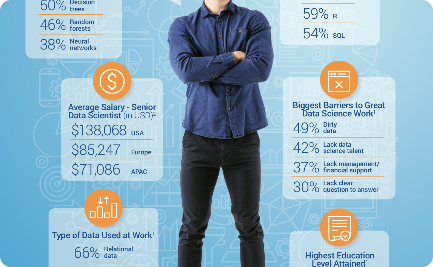 50% Decision
trees
46% Random
forests
38% Neural
networks
59% R
54% SQL
Average Salary - Senior
Data Scientist (in USD)²
$138,068 USA
$85,247 Europe
$71,086 APAC
Biggest Barriers to Great
Data Science Work¹
49% Dirty
data
42% Lack data
science talent
37% Lack management/
financial support
30% Lack clear
question to answer
Type of Data Used at Work¹
66% Relational
data
Highest Education
Level Attained¹